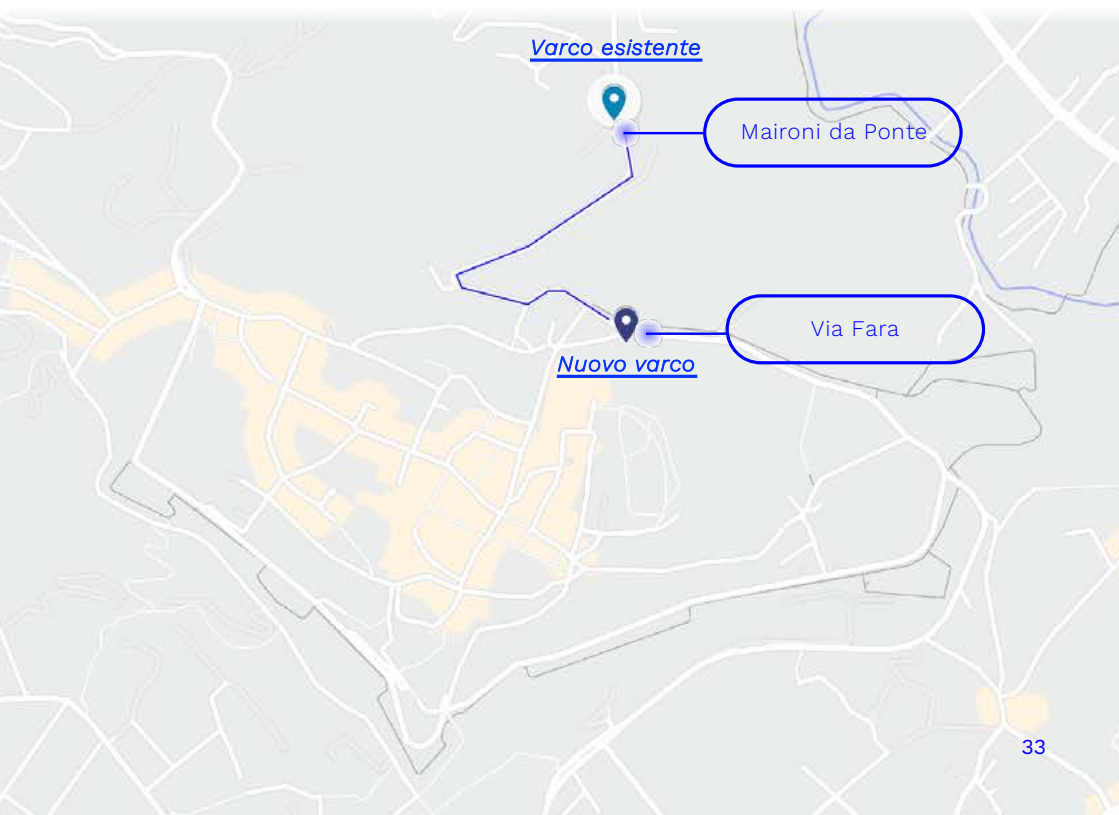 Varco esistente
Maironi da Ponte
Via Fara
Nuovo varco
33